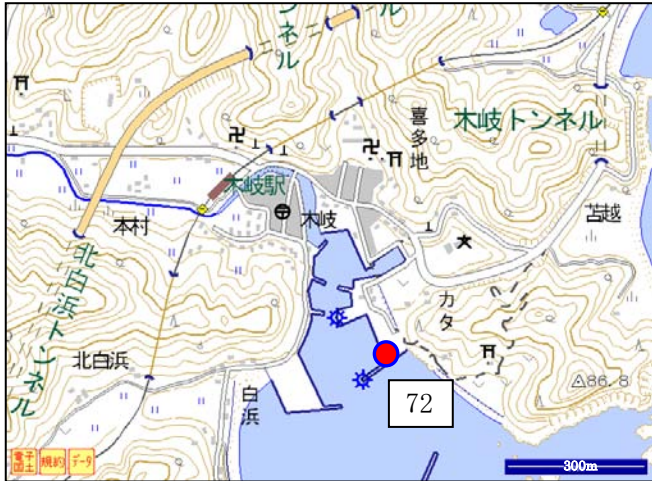 ンネル
ル
木岐トンネル
喜多地
木岐駅
木岐
苫越
本村
カタ
北白浜トンネル
北白浜
白浜
72
86.8
電子国土
規約
データ
300m